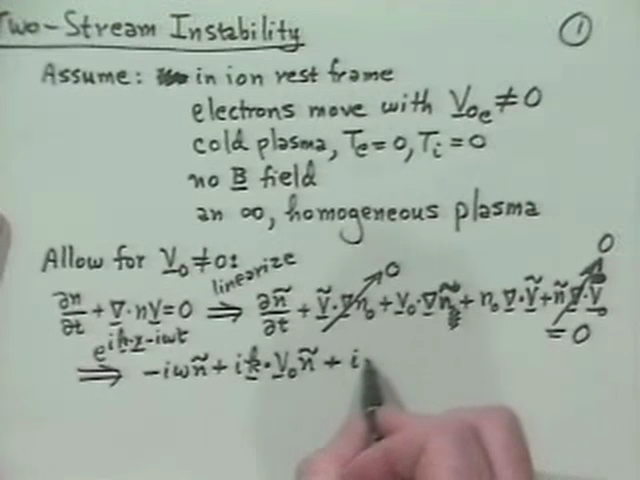 Two-Stream Instability ①
Assume: in ion rest frame
electrons move with V₀ₑ ≠ 0
cold plasma, Tₑ=0, Tᵢ=0
no B field
an ∞, homogeneous plasma
Allow for V₀ ≠ 0:
∂n/∂t + ∇·nV = 0 ⇒ linearize ∂ñ/∂t + Ṽ·∇n₀ → 0 + V₀·∇ñ + n₀∇·Ṽ + ñ∇·V₀ → 0 = 0
e^{ik·x-iωt} ⇒ -iωñ + ik·V₀ñ + i